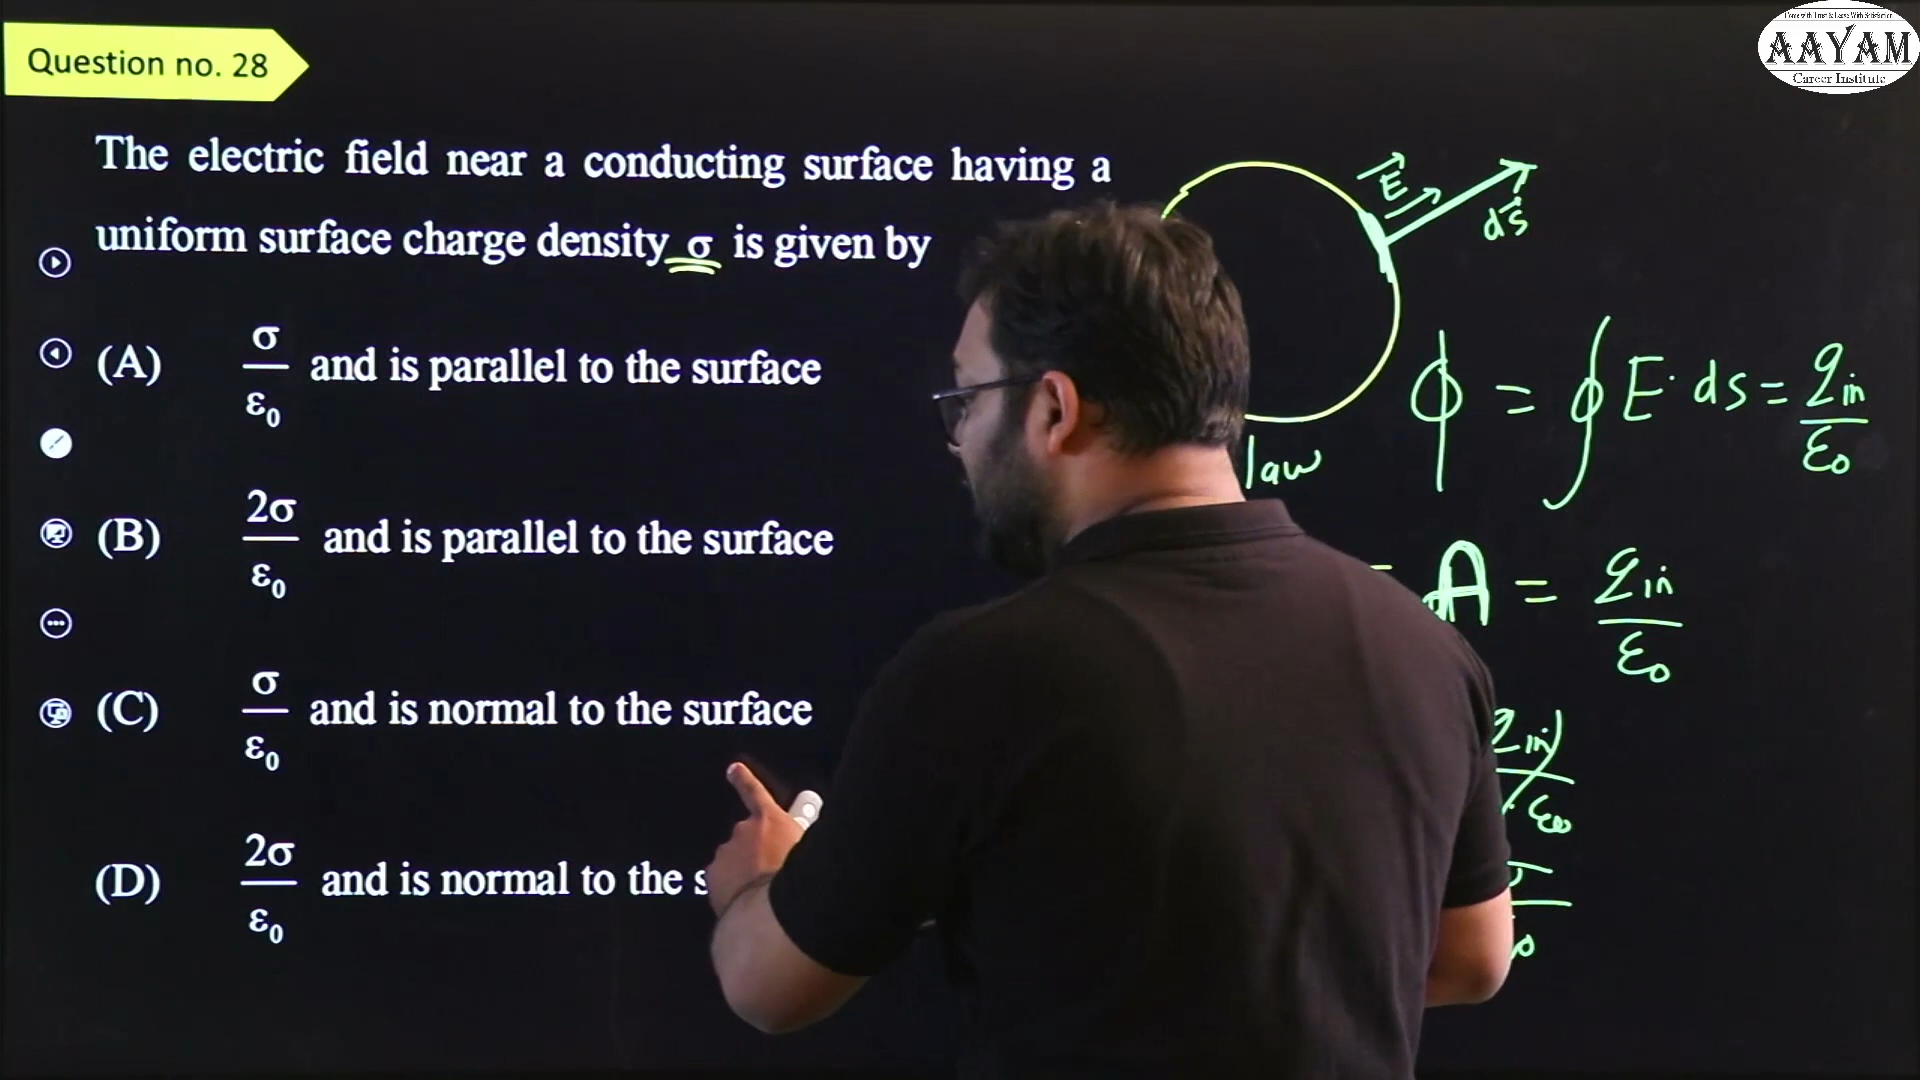 Question no. 28
AAYAM
Career Institute
The electric field near a conducting surface having a
uniform surface charge density σ is given by
(A) σ/ε₀ and is parallel to the surface
(B) 2σ/ε₀ and is parallel to the surface
(C) σ/ε₀ and is normal to the surface
(D) 2σ/ε₀ and is normal to the s
E⃗
ds⃗
law
ϕ = ∮ E · ds = q_in/ε₀
A = q_in/ε₀